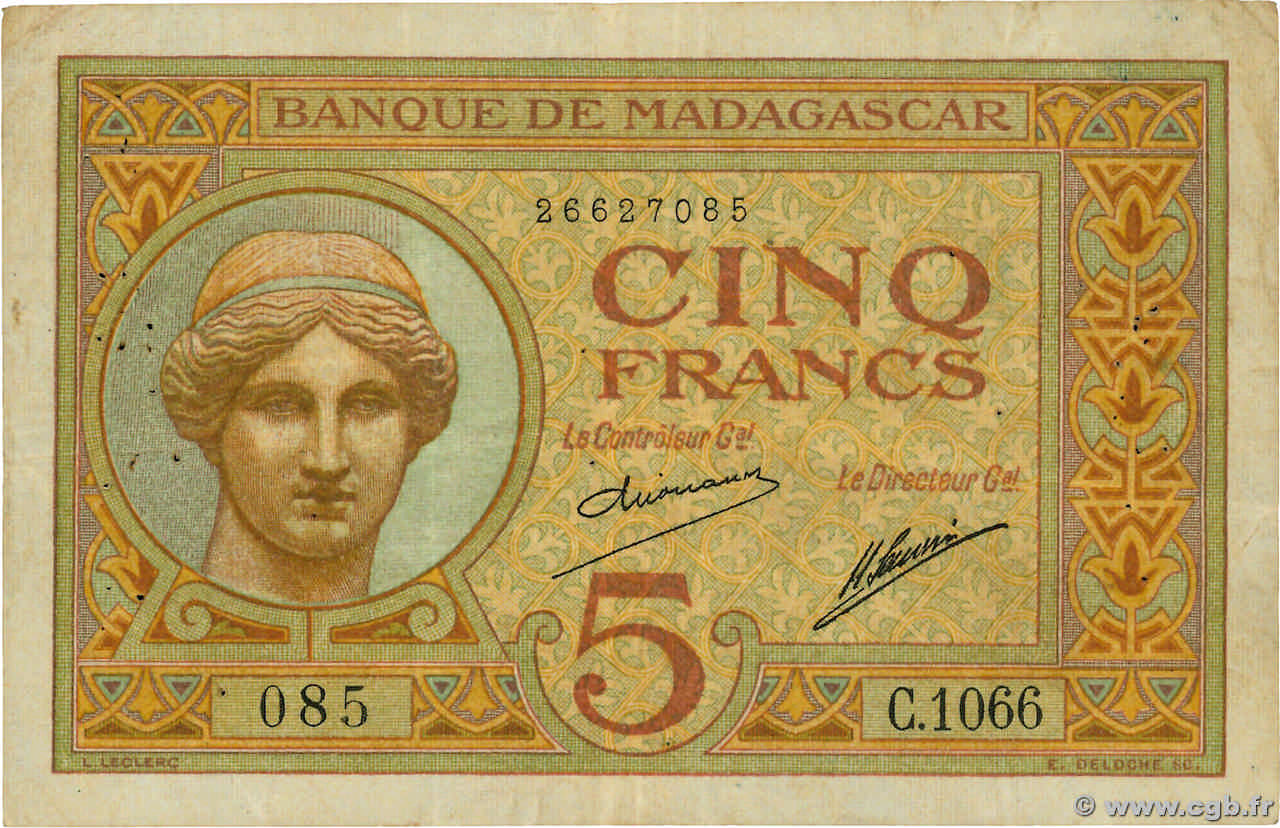 BANQUE DE MADAGASCAR
26627085
CINQ
FRANCS
Le Contrôleur Gal.
Le Directeur Gal.
5
085
C.1066
L. LECLERC
E. DELOCHE SC.
© www.cgb.fr